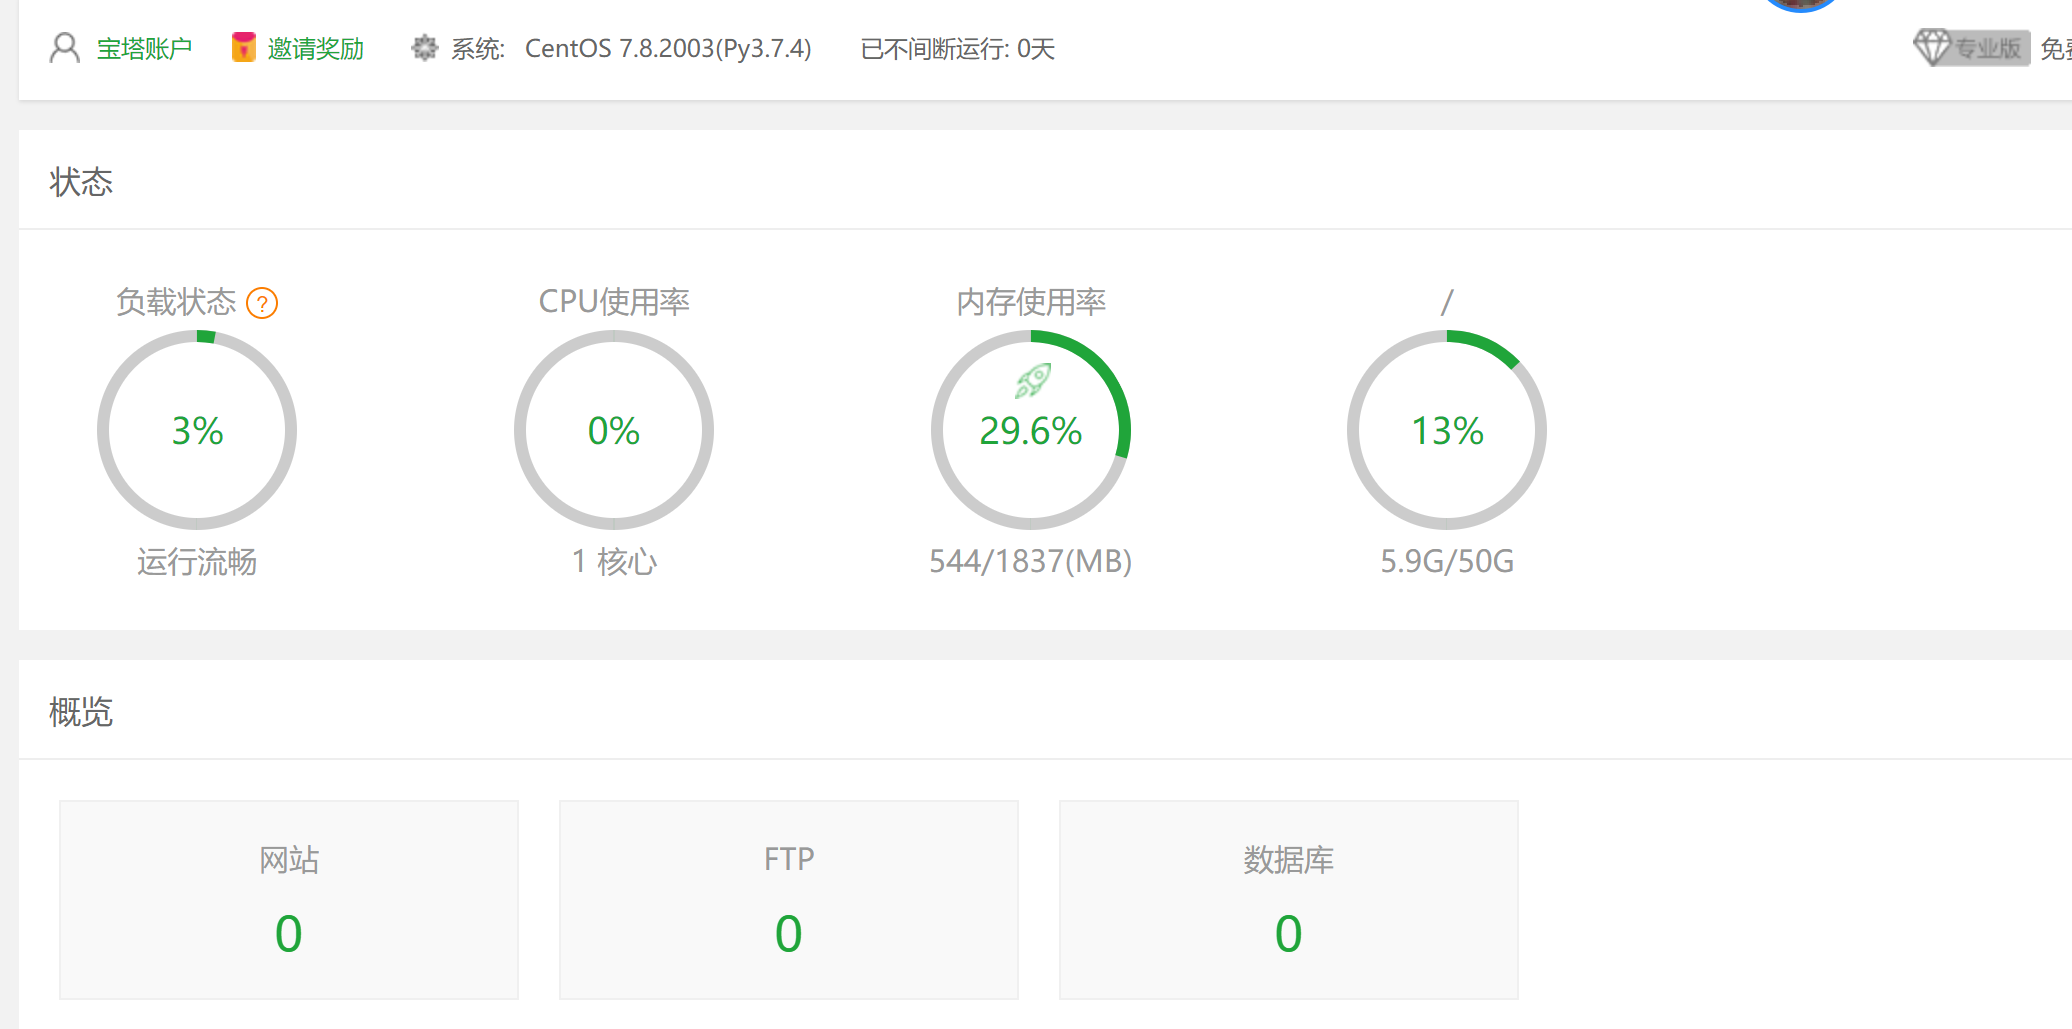 宝塔账户 邀请奖励 系统: CentOS 7.8.2003(Py3.7.4) 已不间断运行: 0天 专业版 免
状态
负载状态 ? CPU使用率 内存使用率 /
3% 0% 29.6% 13%
运行流畅 1 核心 544/1837(MB) 5.9G/50G
概览
网站 FTP 数据库
0 0 0